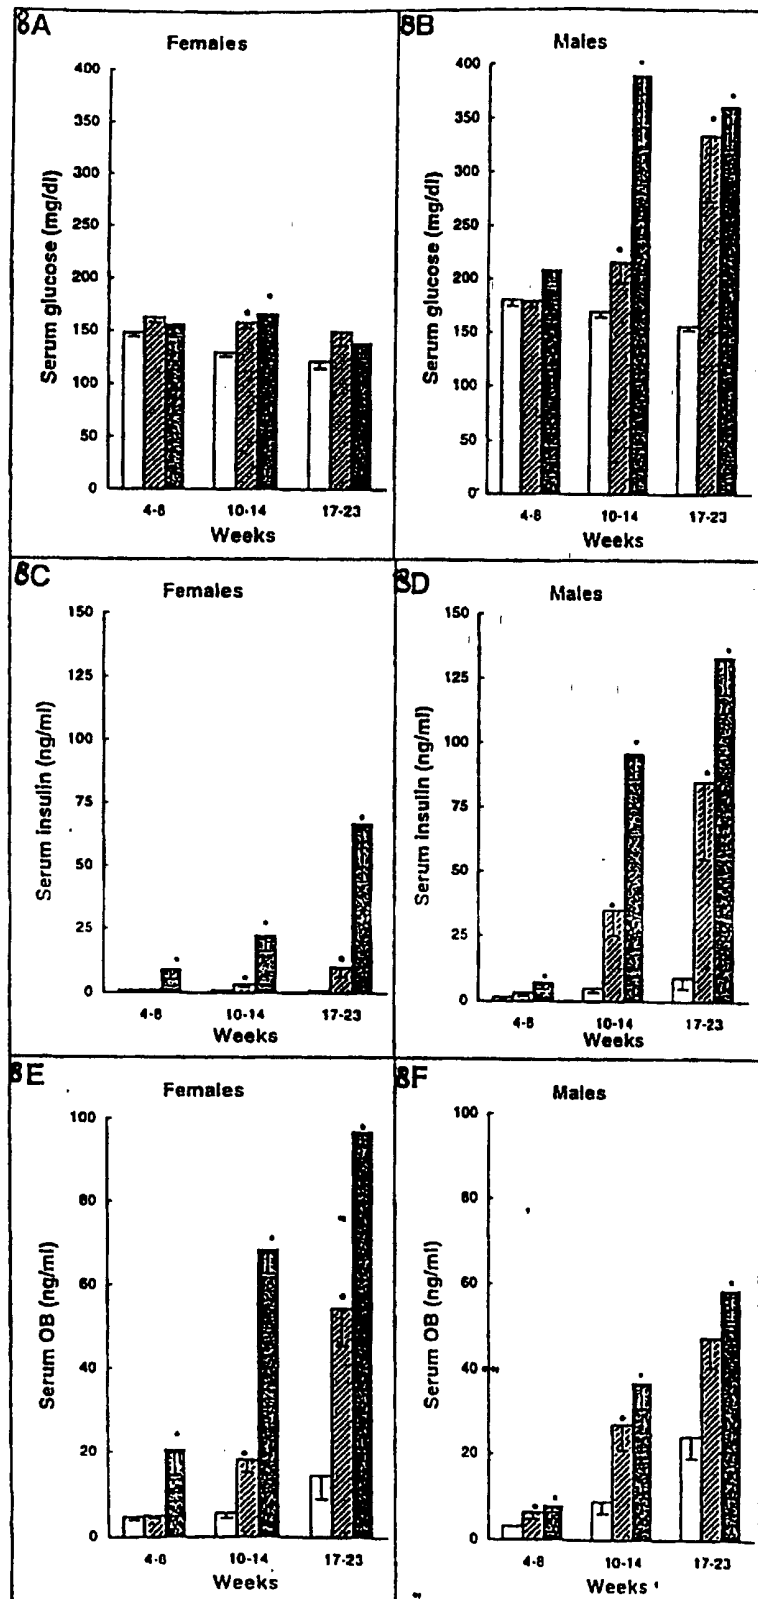 8A
Females
Serum glucose (mg/dl)
400
350
300
250
200
150
100
50
0
4-8
10-14
17-23
Weeks
8B
Males
Serum glucose (mg/dl)
400
350
300
250
200
150
100
50
0
4-8
10-14
17-23
Weeks
8C
Females
Serum insulin (ng/ml)
150
125
100
75
50
25
0
4-8
10-14
17-23
Weeks
8D
Males
Serum insulin (ng/ml)
150
125
100
75
50
25
0
4-8
10-14
17-23
Weeks
8E
Females
Serum OB (ng/ml)
100
80
60
40
20
0
4-8
10-14
17-23
Weeks
8F
Males
Serum OB (ng/ml)
100
80
60
40
20
0
4-8
10-14
17-23
Weeks